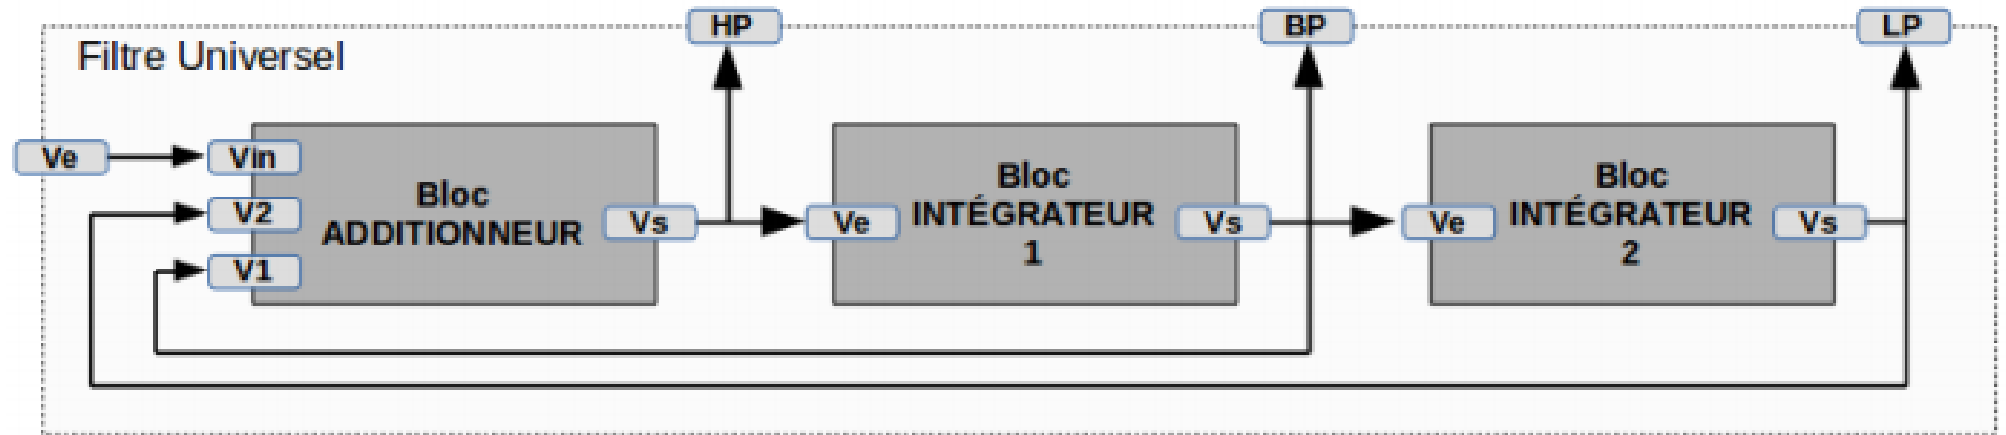 HP
BP
LP
Filtre Universel
Ve
Vin
V2
V1
Bloc
ADDITIONNEUR
Vs
Ve
Bloc
INTÉGRATEUR
1
Vs
Ve
Bloc
INTÉGRATEUR
2
Vs